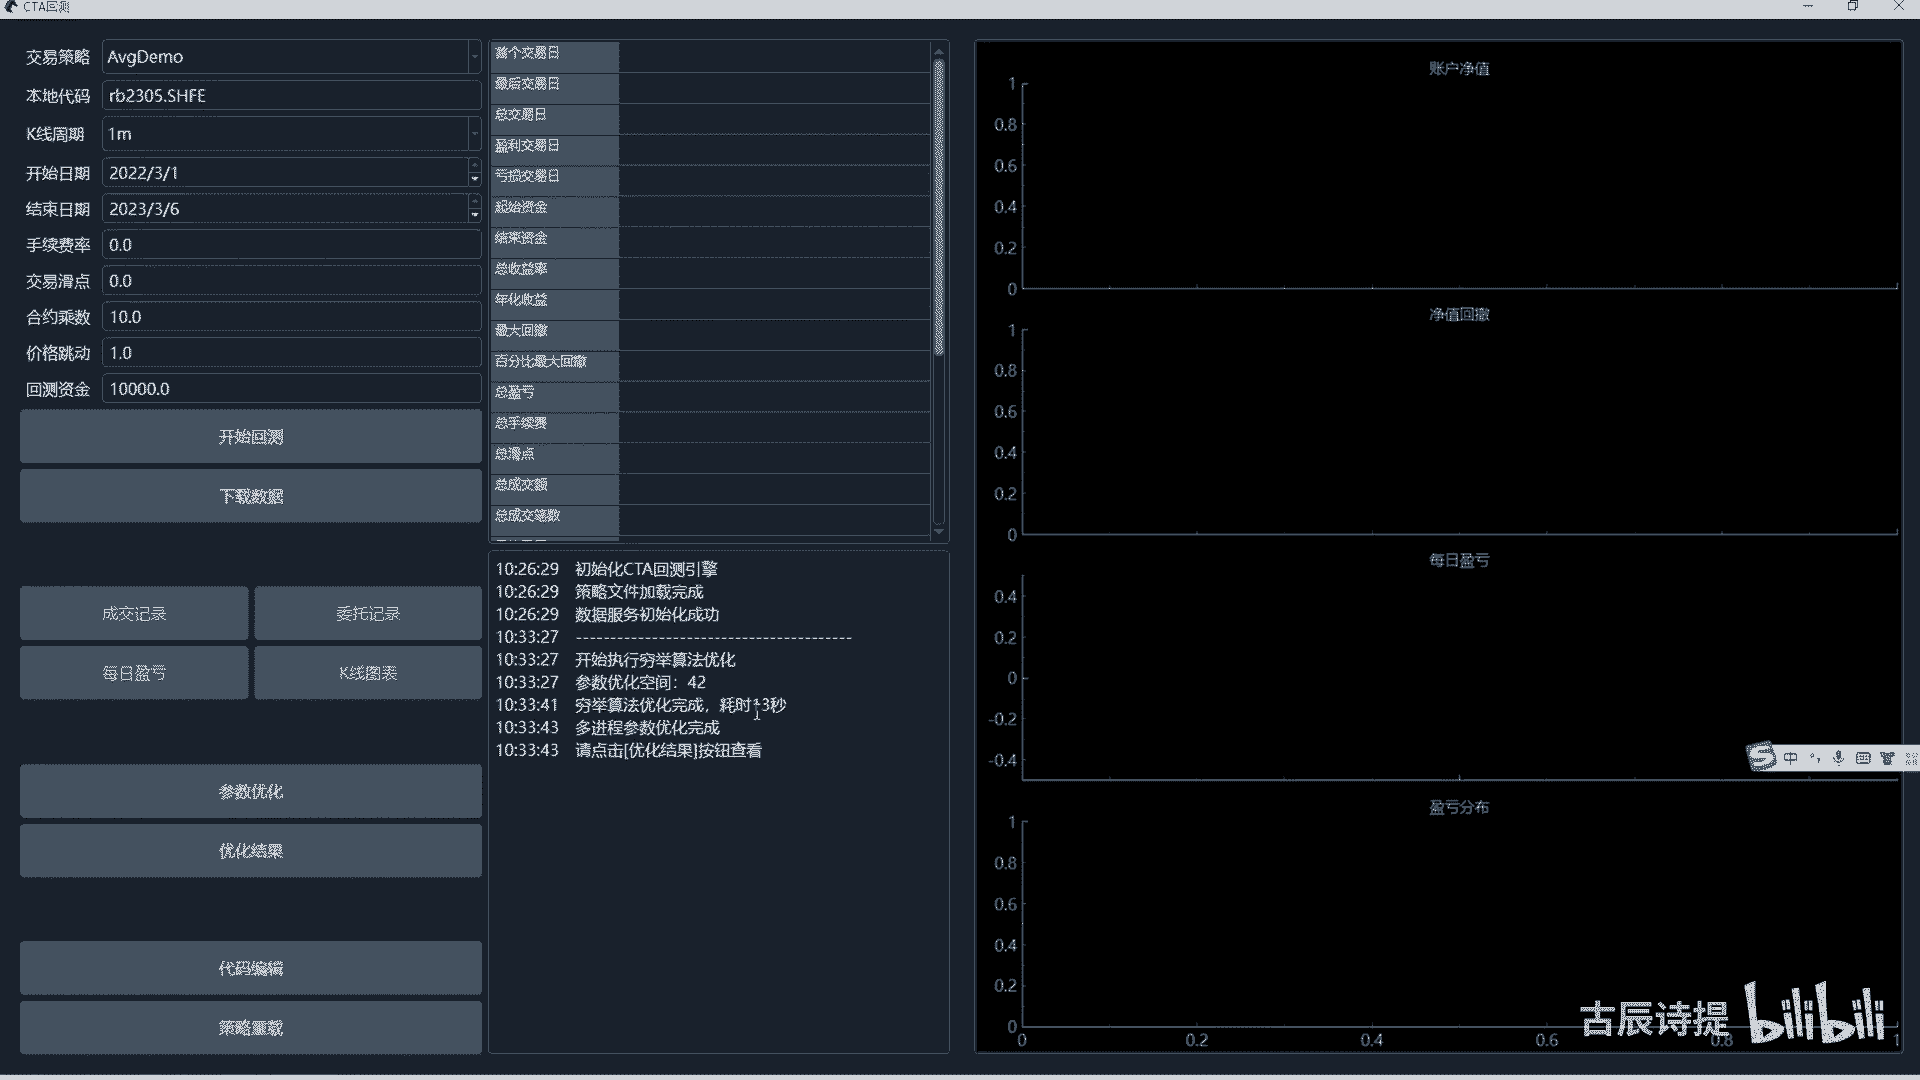 CTA回测
交易策略 AvgDemo
本地代码 rb2305.SHFE
K线周期 1m
开始日期 2022/3/1
结束日期 2023/3/6
手续费率 0.0
交易滑点 0.0
合约乘数 10.0
价格跳动 1.0
回测资金 10000.0
开始回测
下载数据
成交记录 委托记录
每日盈亏 K线图表
参数优化
优化结果
代码编辑
策略重载
首个交易日
最后交易日
总交易日
盈利交易日
亏损交易日
起始资金
结束资金
总收益率
年化收益
最大回撤
百分比最大回撤
总盈亏
总手续费
总滑点
总成交额
总成交笔数
10:26:29 初始化CTA回测引擎
10:26:29 策略文件加载完成
10:26:29 数据服务初始化成功
10:33:27 ----------------------------------------
10:33:27 开始执行穷举算法优化
10:33:27 参数优化空间：42
10:33:41 穷举算法优化完成，耗时13秒
10:33:43 多进程参数优化完成
10:33:43 请点击[优化结果]按钮查看
账户净值
1
0.8
0.6
0.4
0.2
0
净值回撤
1
0.8
0.6
0.4
0.2
0
每日盈亏
0.4
0.2
0
-0.2
-0.4
盈亏分布
1
0.8
0.6
0.4
0.2
0
0 0.2 0.4 0.6 0.8 1
中
古辰诗提 bilibili